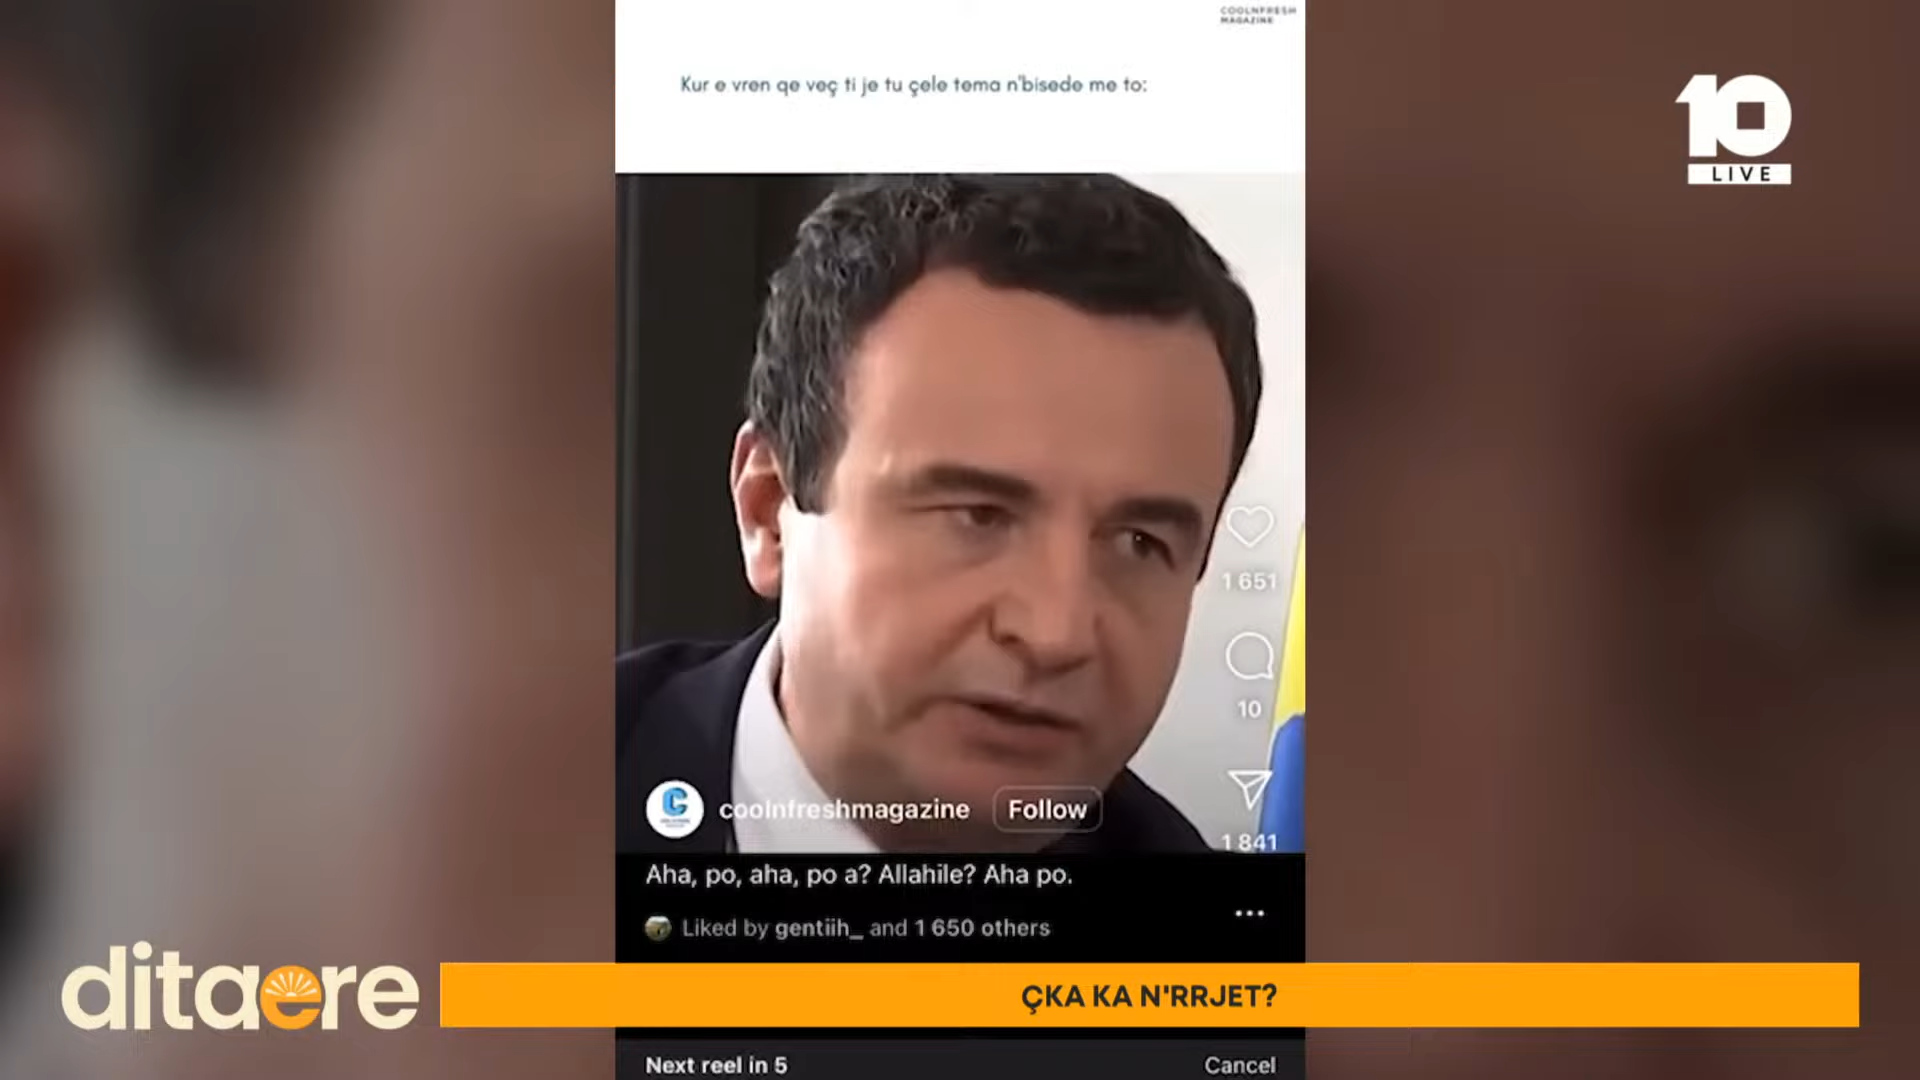 COOLNFRESH
MAGAZINE
Kur e vren qe veç ti je tu çele tema n'bisede me to:
10
LIVE
1 651
10
1 841
coolnfreshmagazine
Follow
Aha, po, aha, po a? Allahile? Aha po.
Liked by gentiih_ and 1 650 others
ditaere
ÇKA KA N'RRJET?
Next reel in 5
Cancel